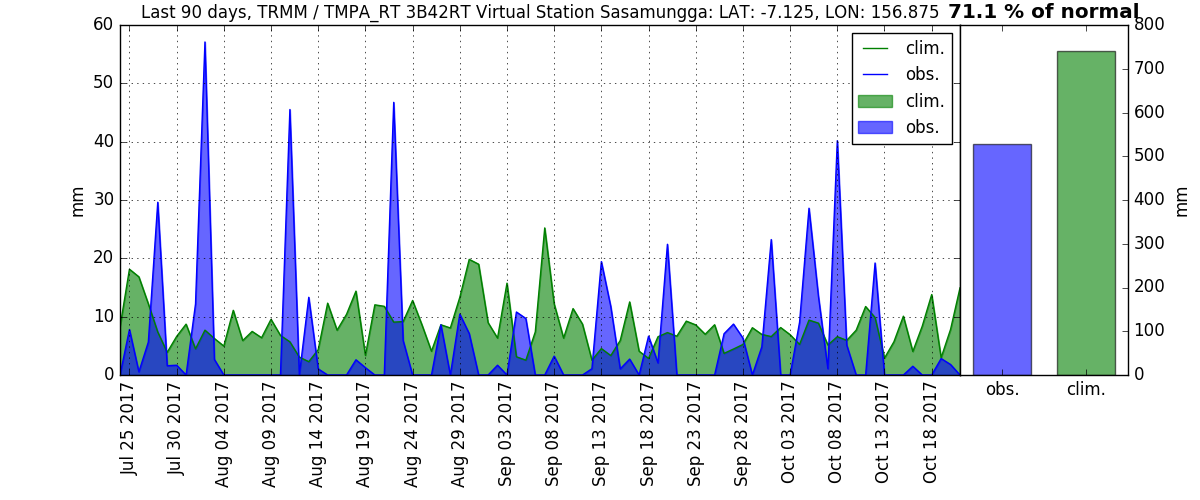 Last 90 days, TRMM / TMPA_RT 3B42RT Virtual Station Sasamungga: LAT: -7.125, LON: 156.875
71.1 % of normal
60
50
40
30
20
10
0
mm
clim.
obs.
clim.
obs.
Jul 25 2017
Jul 30 2017
Aug 04 2017
Aug 09 2017
Aug 14 2017
Aug 19 2017
Aug 24 2017
Aug 29 2017
Sep 03 2017
Sep 08 2017
Sep 13 2017
Sep 18 2017
Sep 23 2017
Sep 28 2017
Oct 03 2017
Oct 08 2017
Oct 13 2017
Oct 18 2017
800
700
600
500
400
300
200
100
0
mm
obs.
clim.